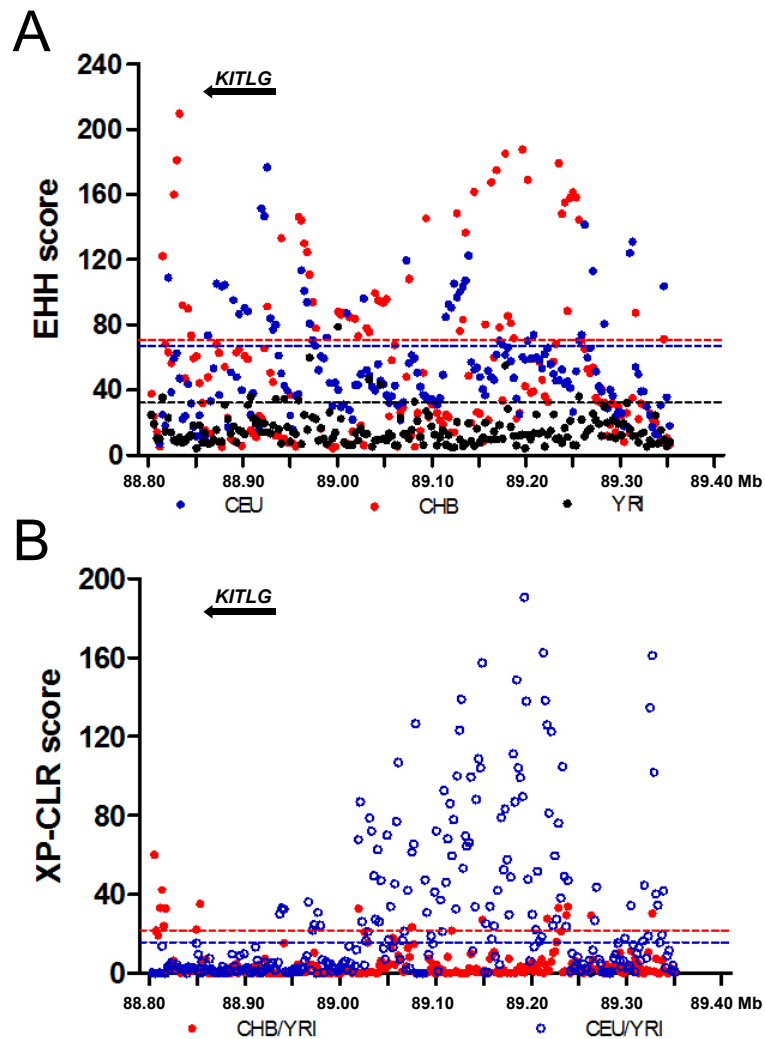 A
240
KITLG
200
160
EHH score
120
80
40
0
88.80 88.90 89.00 89.10 89.20 89.30 89.40 Mb
CEU CHB YRI
B
200
KITLG
160
XP-CLR score
120
80
40
0
88.80 88.90 89.00 89.10 89.20 89.30 89.40 Mb
CHB/YRI CEU/YRI